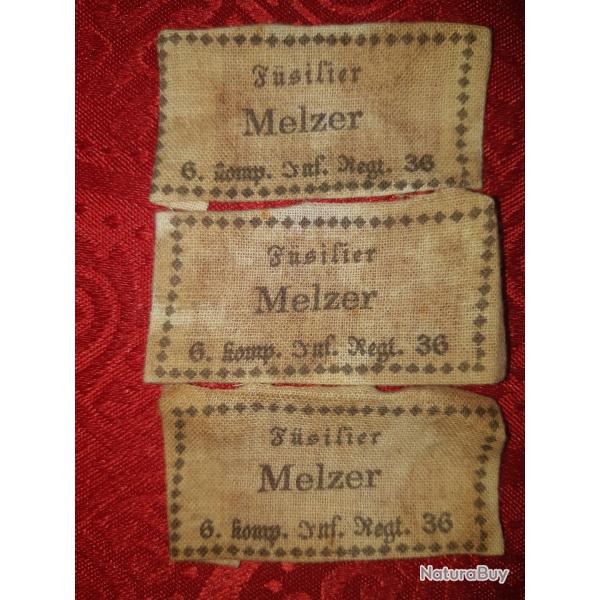 Füsilier
Melzer
6. Komp. Inf. Regt. 36
Füsilier
Melzer
6. Komp. Inf. Regt. 36
Füsilier
Melzer
6. Komp. Inf. Regt. 36
NaturaBuy